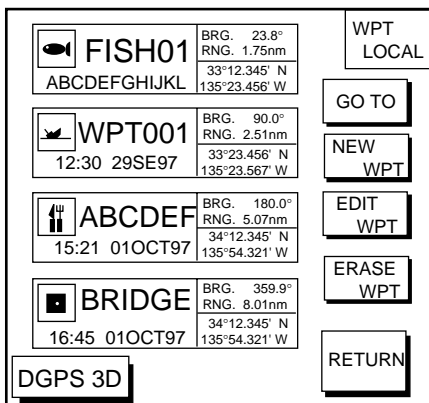 FISH01
ABCDEFGHIJKL
BRG. 23.8°
RNG. 1.75nm
33°12.345' N
135°23.456' W
WPT001
12:30 29SE97
BRG. 90.0°
RNG. 2.51nm
33°23.456' N
135°23.567' W
ABCDEF
15:21 01OCT97
BRG. 180.0°
RNG. 5.07nm
34°12.345' N
135°54.321' W
BRIDGE
16:45 01OCT97
BRG. 359.9°
RNG. 8.01nm
34°12.345' N
135°54.321' W
DGPS 3D
WPT
LOCAL
GO TO
NEW
WPT
EDIT
WPT
ERASE
WPT
RETURN